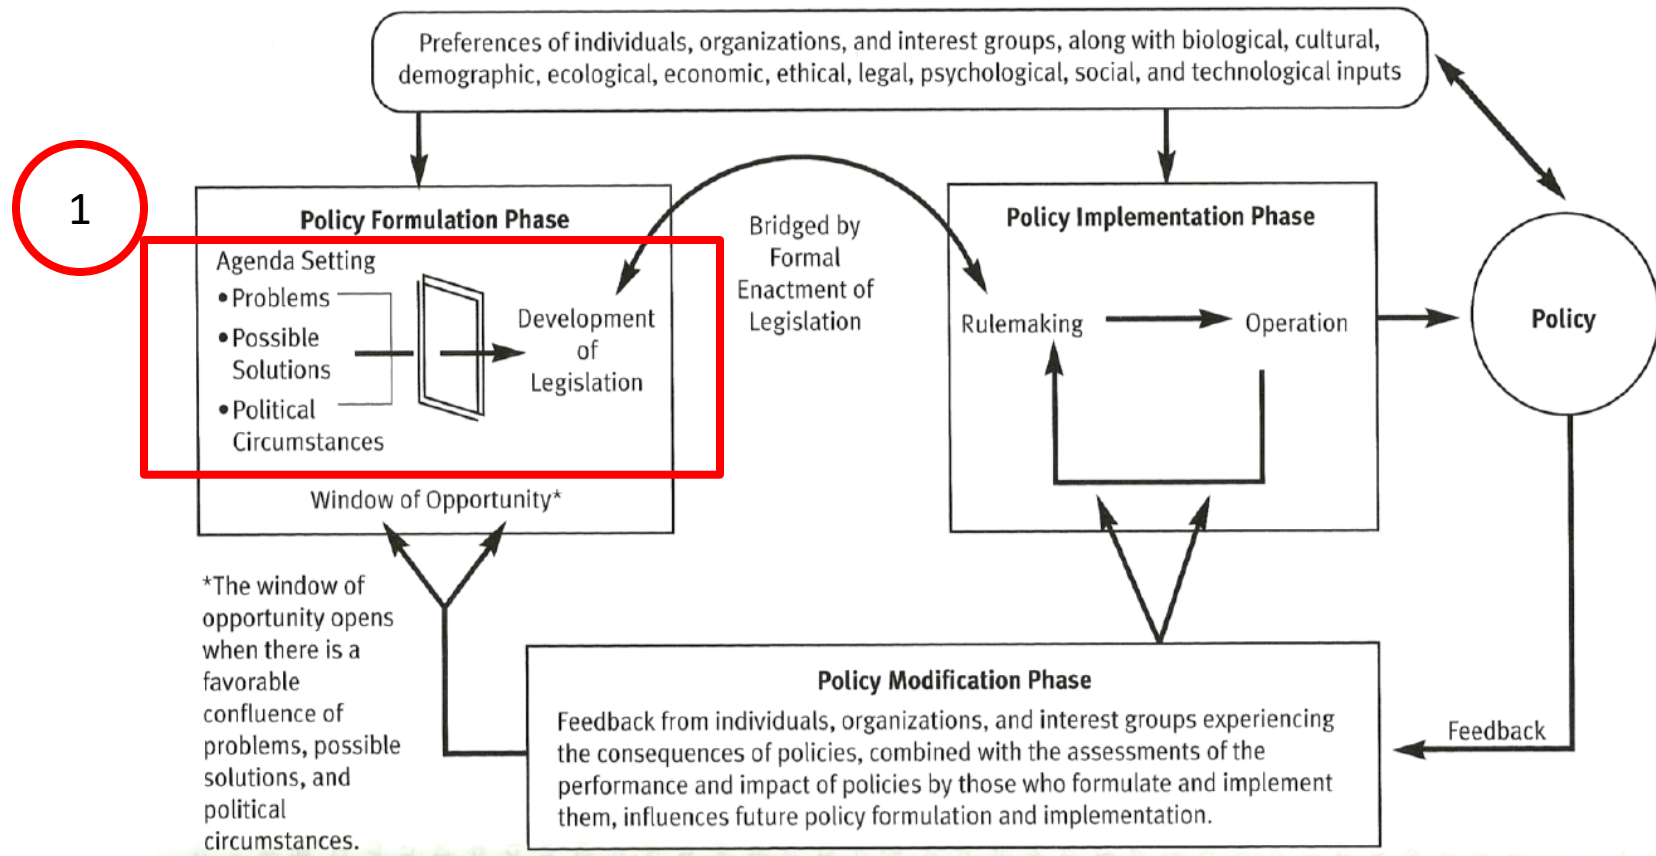 Preferences of individuals, organizations, and interest groups, along with biological, cultural,
demographic, ecological, economic, ethical, legal, psychological, social, and technological inputs
1
Policy Formulation Phase
Agenda Setting
•Problems
•Possible
Solutions
•Political
Circumstances
Development
of
Legislation
Window of Opportunity*
Bridged by
Formal
Enactment of
Legislation
Policy Implementation Phase
Rulemaking
Operation
Policy
*The window of
opportunity opens
when there is a
favorable
confluence of
problems, possible
solutions, and
political
circumstances.
Policy Modification Phase
Feedback from individuals, organizations, and interest groups experiencing
the consequences of policies, combined with the assessments of the
performance and impact of policies by those who formulate and implement
them, influences future policy formulation and implementation.
Feedback